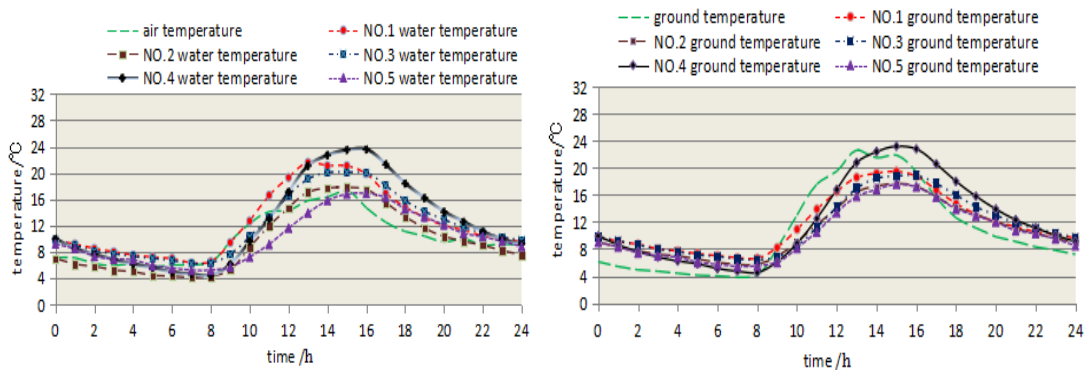 air temperature
NO.1 water temperature
NO.2 water temperature
NO.3 water temperature
NO.4 water temperature
NO.5 water temperature
temperature/℃
32
28
24
20
16
12
8
4
0
0 2 4 6 8 10 12 14 16 18 20 22 24
time /h
ground temperature
NO.1 ground temperature
NO.2 ground temperature
NO.3 ground temperature
NO.4 ground temperature
NO.5 ground temperature
temperature/℃
32
28
24
20
16
12
8
4
0
0 2 4 6 8 10 12 14 16 18 20 22 24
time /h